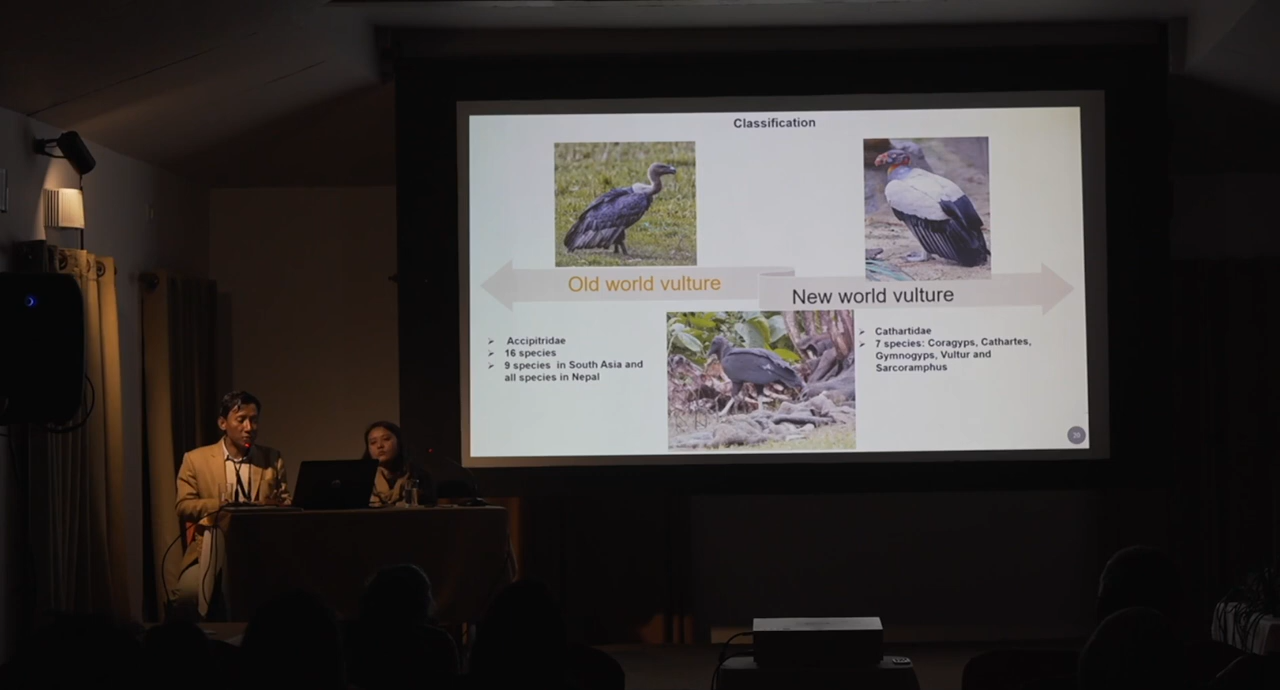 Classification
Old world vulture
New world vulture
Accipitridae
16 species
9 species in South Asia and
all species in Nepal
Cathartidae
7 species: Coragyps, Cathartes,
Gymnogyps, Vultur and
Sarcoramphus
20